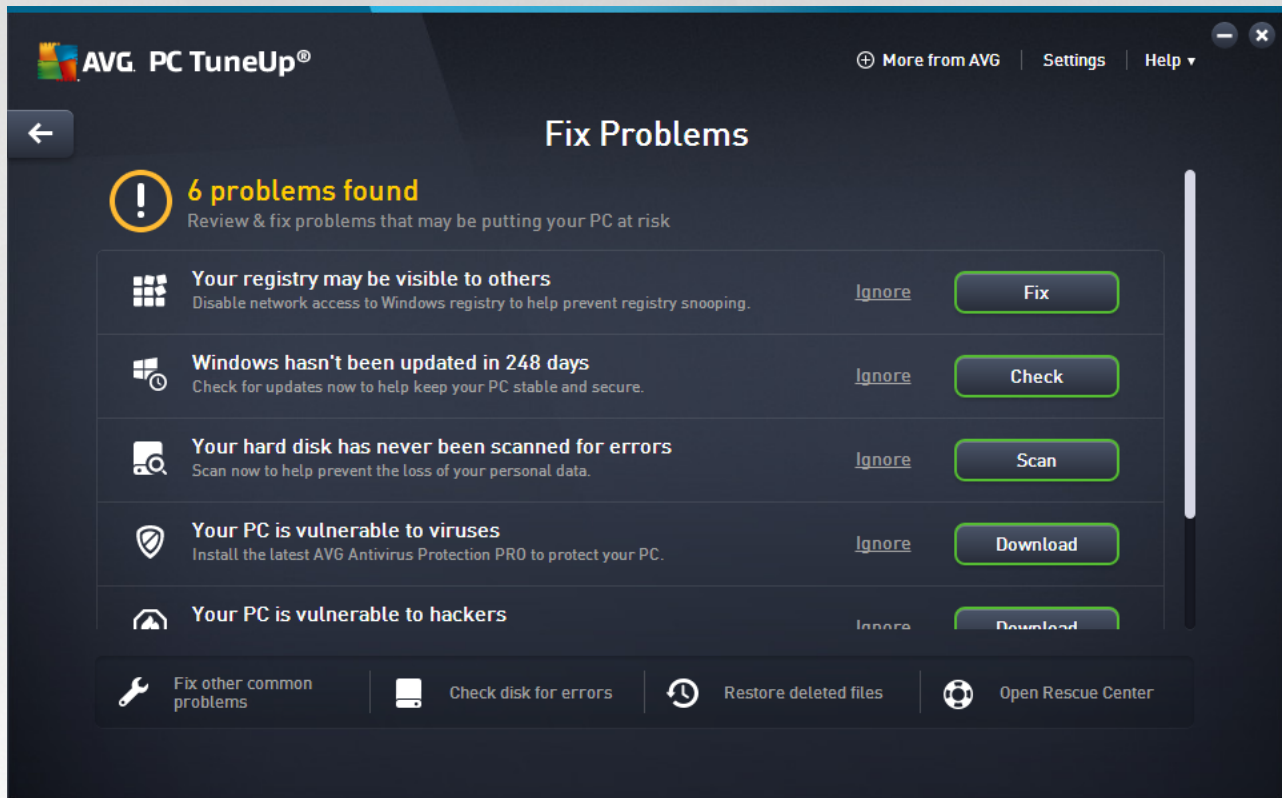 AVG. PC TuneUp®
More from AVG
Settings
Help
Fix Problems
6 problems found
Review & fix problems that may be putting your PC at risk
Your registry may be visible to others
Disable network access to Windows registry to help prevent registry snooping.
Ignore
Fix
Windows hasn't been updated in 248 days
Check for updates now to help keep your PC stable and secure.
Ignore
Check
Your hard disk has never been scanned for errors
Scan now to help prevent the loss of your personal data.
Ignore
Scan
Your PC is vulnerable to viruses
Install the latest AVG Antivirus Protection PRO to protect your PC.
Ignore
Download
Your PC is vulnerable to hackers
Ignore
Download
Fix other common
problems
Check disk for errors
Restore deleted files
Open Rescue Center